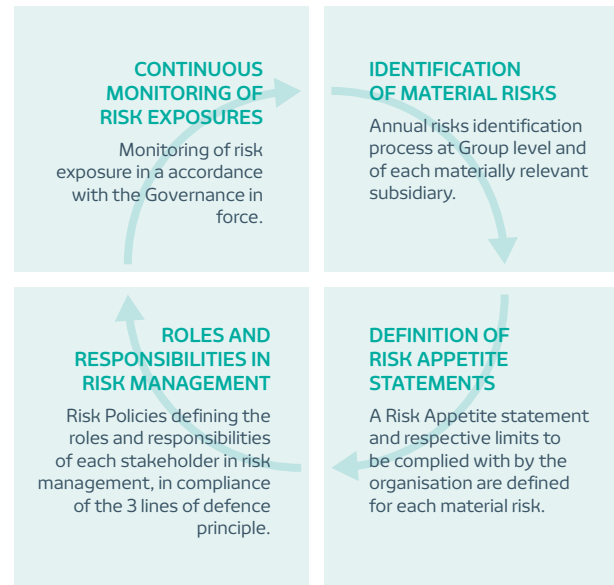 CONTINUOUS
MONITORING OF
RISK EXPOSURES
Monitoring of risk
exposure in a accordance
with the Governance in
force.
IDENTIFICATION
OF MATERIAL RISKS
Annual risks identification
process at Group level and
of each materially relevant
subsidiary.
ROLES AND
RESPONSIBILITIES IN
RISK MANAGEMENT
Risk Policies defining the
roles and responsibilities
of each stakeholder in risk
management, in compliance
of the 3 lines of defence
principle.
DEFINITION OF
RISK APPETITE
STATEMENTS
A Risk Appetite statement
and respective limits to
be complied with by the
organisation are defined
for each material risk.